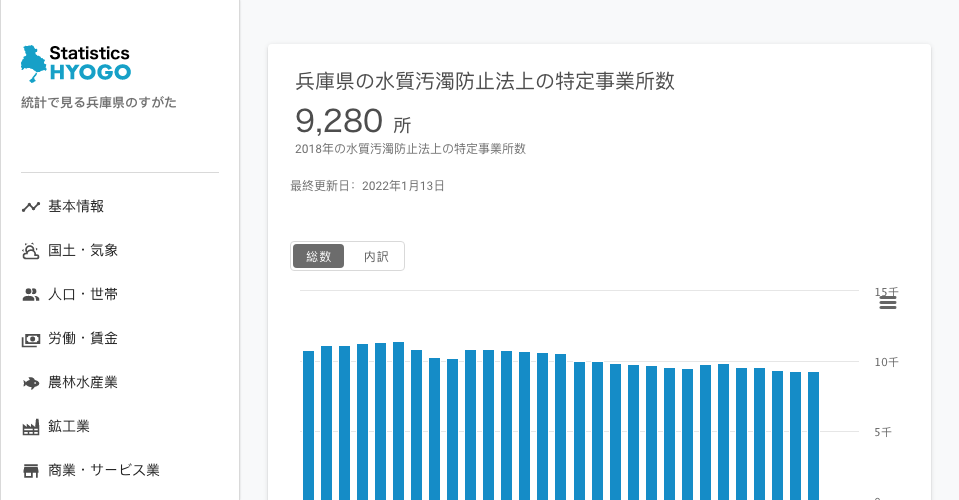 Statistics
HYOGO
統計で見る兵庫県のすがた
基本情報
国土・気象
人口・世帯
労働・賃金
農林水産業
鉱工業
商業・サービス業
兵庫県の水質汚濁防止法上の特定事業所数
9,280 所
2018年の水質汚濁防止法上の特定事業所数
最終更新日：2022年1月13日
総数 内訳
15千
10千
5千